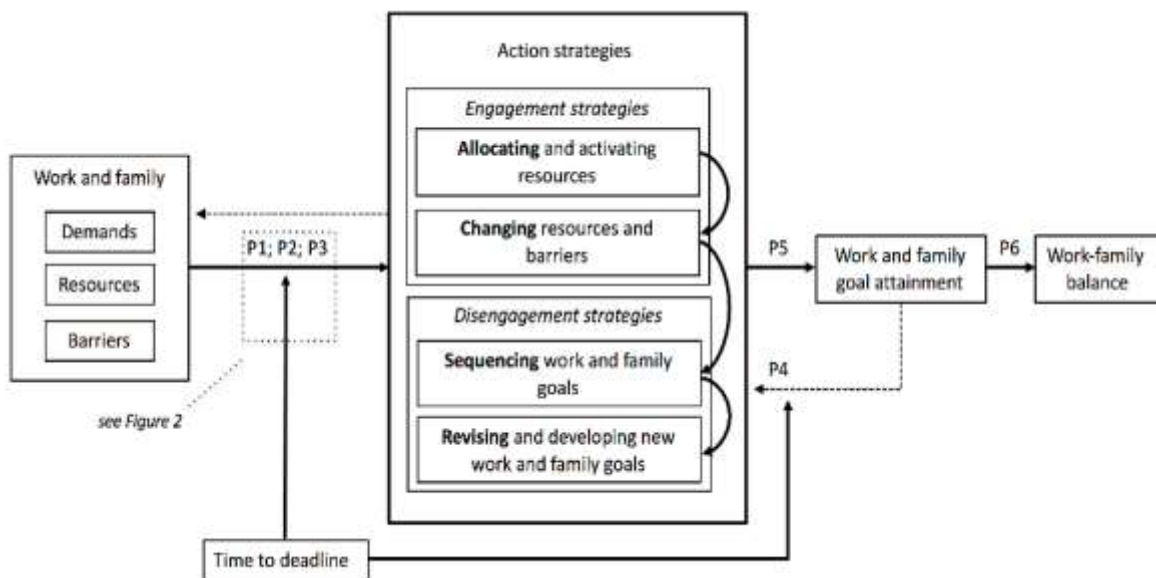 Action strategies
Engagement strategies
Allocating and activating
resources
Changing resources and
barriers
Disengagement strategies
Sequencing work and family
goals
Revising and developing new
work and family goals
Work and family
Demands
Resources
Barriers
P1; P2; P3
see Figure 2
Time to deadline
P5
Work and family
goal attainment
P6
Work-family
balance
P4